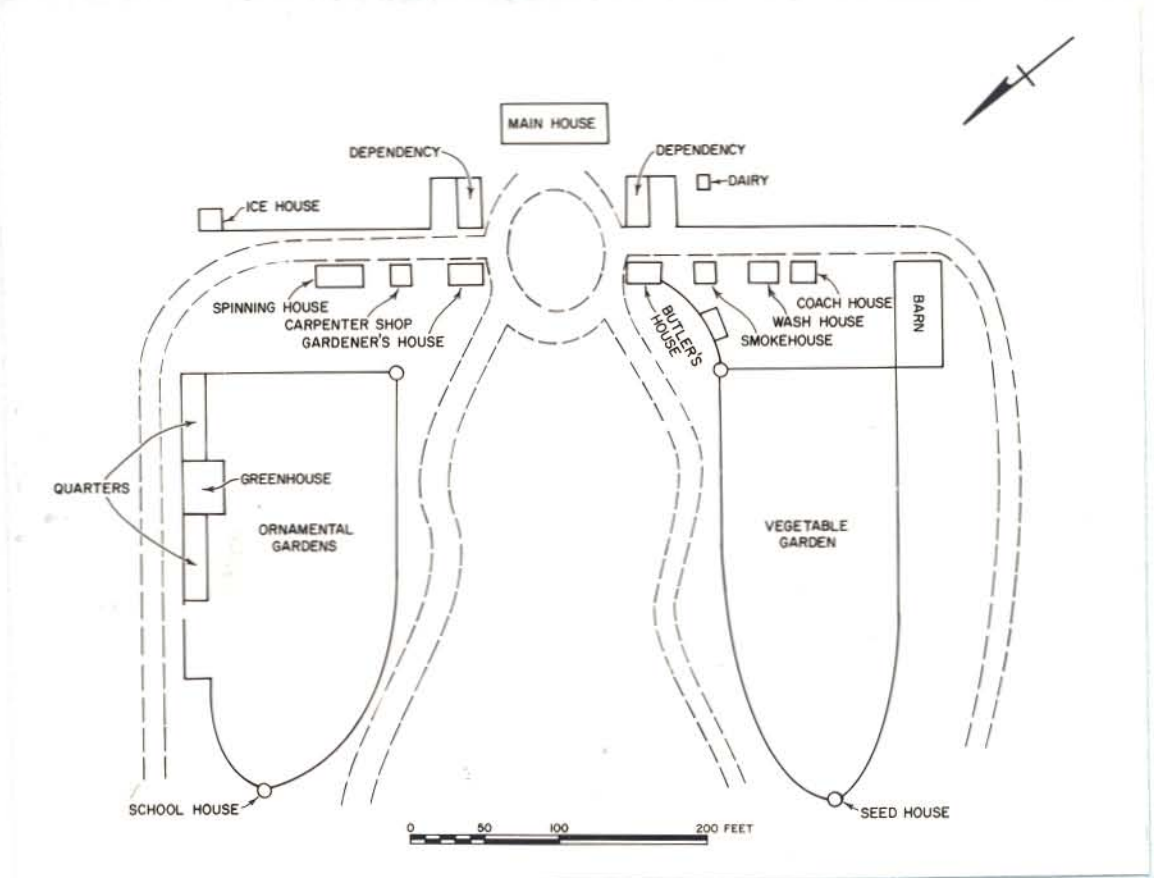 MAIN HOUSE
DEPENDENCY
DEPENDENCY
DAIRY
ICE HOUSE
SPINNING HOUSE
CARPENTER SHOP
GARDENER'S HOUSE
BUTLER'S
HOUSE
COACH HOUSE
WASH HOUSE
SMOKEHOUSE
BARN
QUARTERS
GREENHOUSE
ORNAMENTAL
GARDENS
VEGETABLE
GARDEN
SCHOOL HOUSE
SEED HOUSE
0 50 100 200 FEET